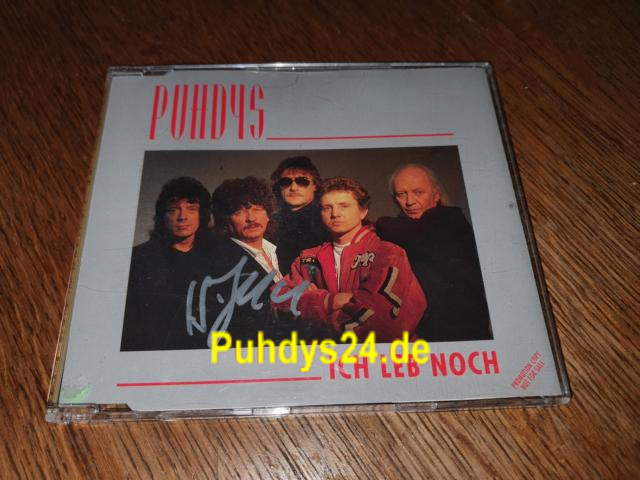 PUHDYS
Puhdys24.de
ICH LEB NOCH
PROMOTION COPY
NOT FOR SALE